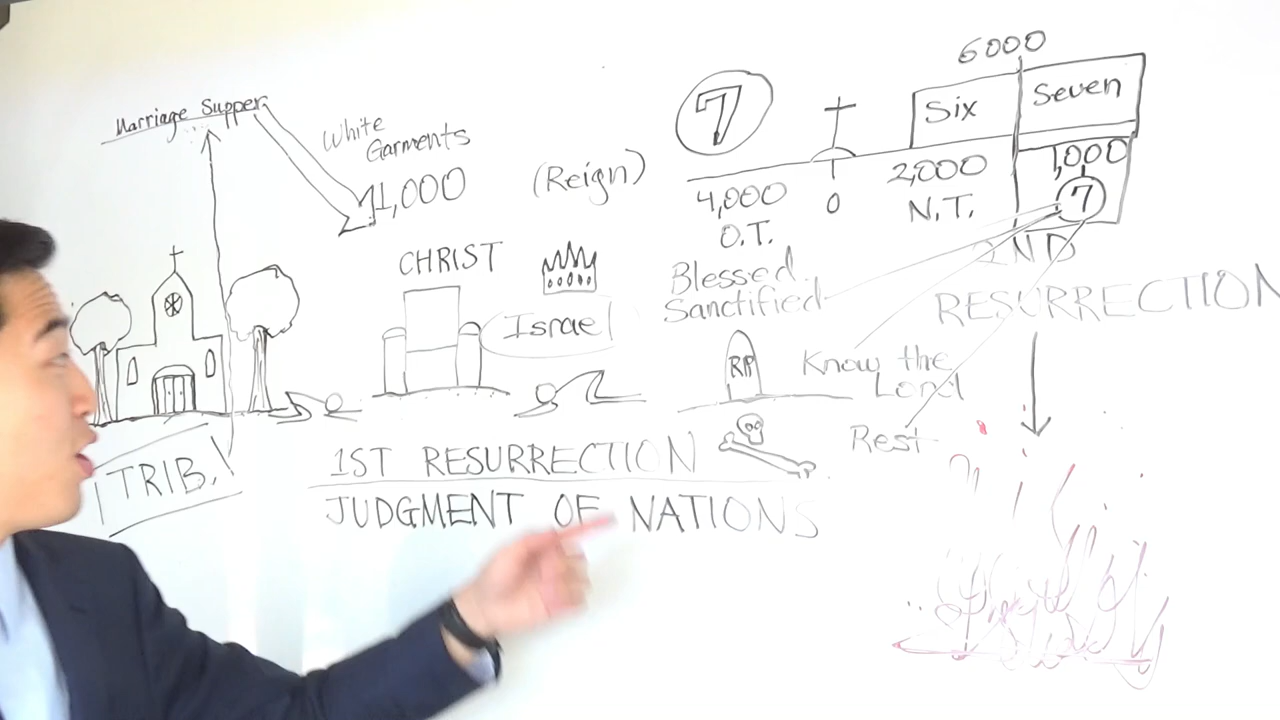 Marriage Supper
White
Garments
1,000
(Reign)
CHRIST
Israel
TRIB.!
1ST RESURRECTION
JUDGMENT OF NATIONS
7
6000
Six
Seven
4,000
O.T.
0
2,000
N.T.
1,000
7
2ND
RESURRECTION
Blessed
Sanctified
RIP
Know the
Lord
Rest